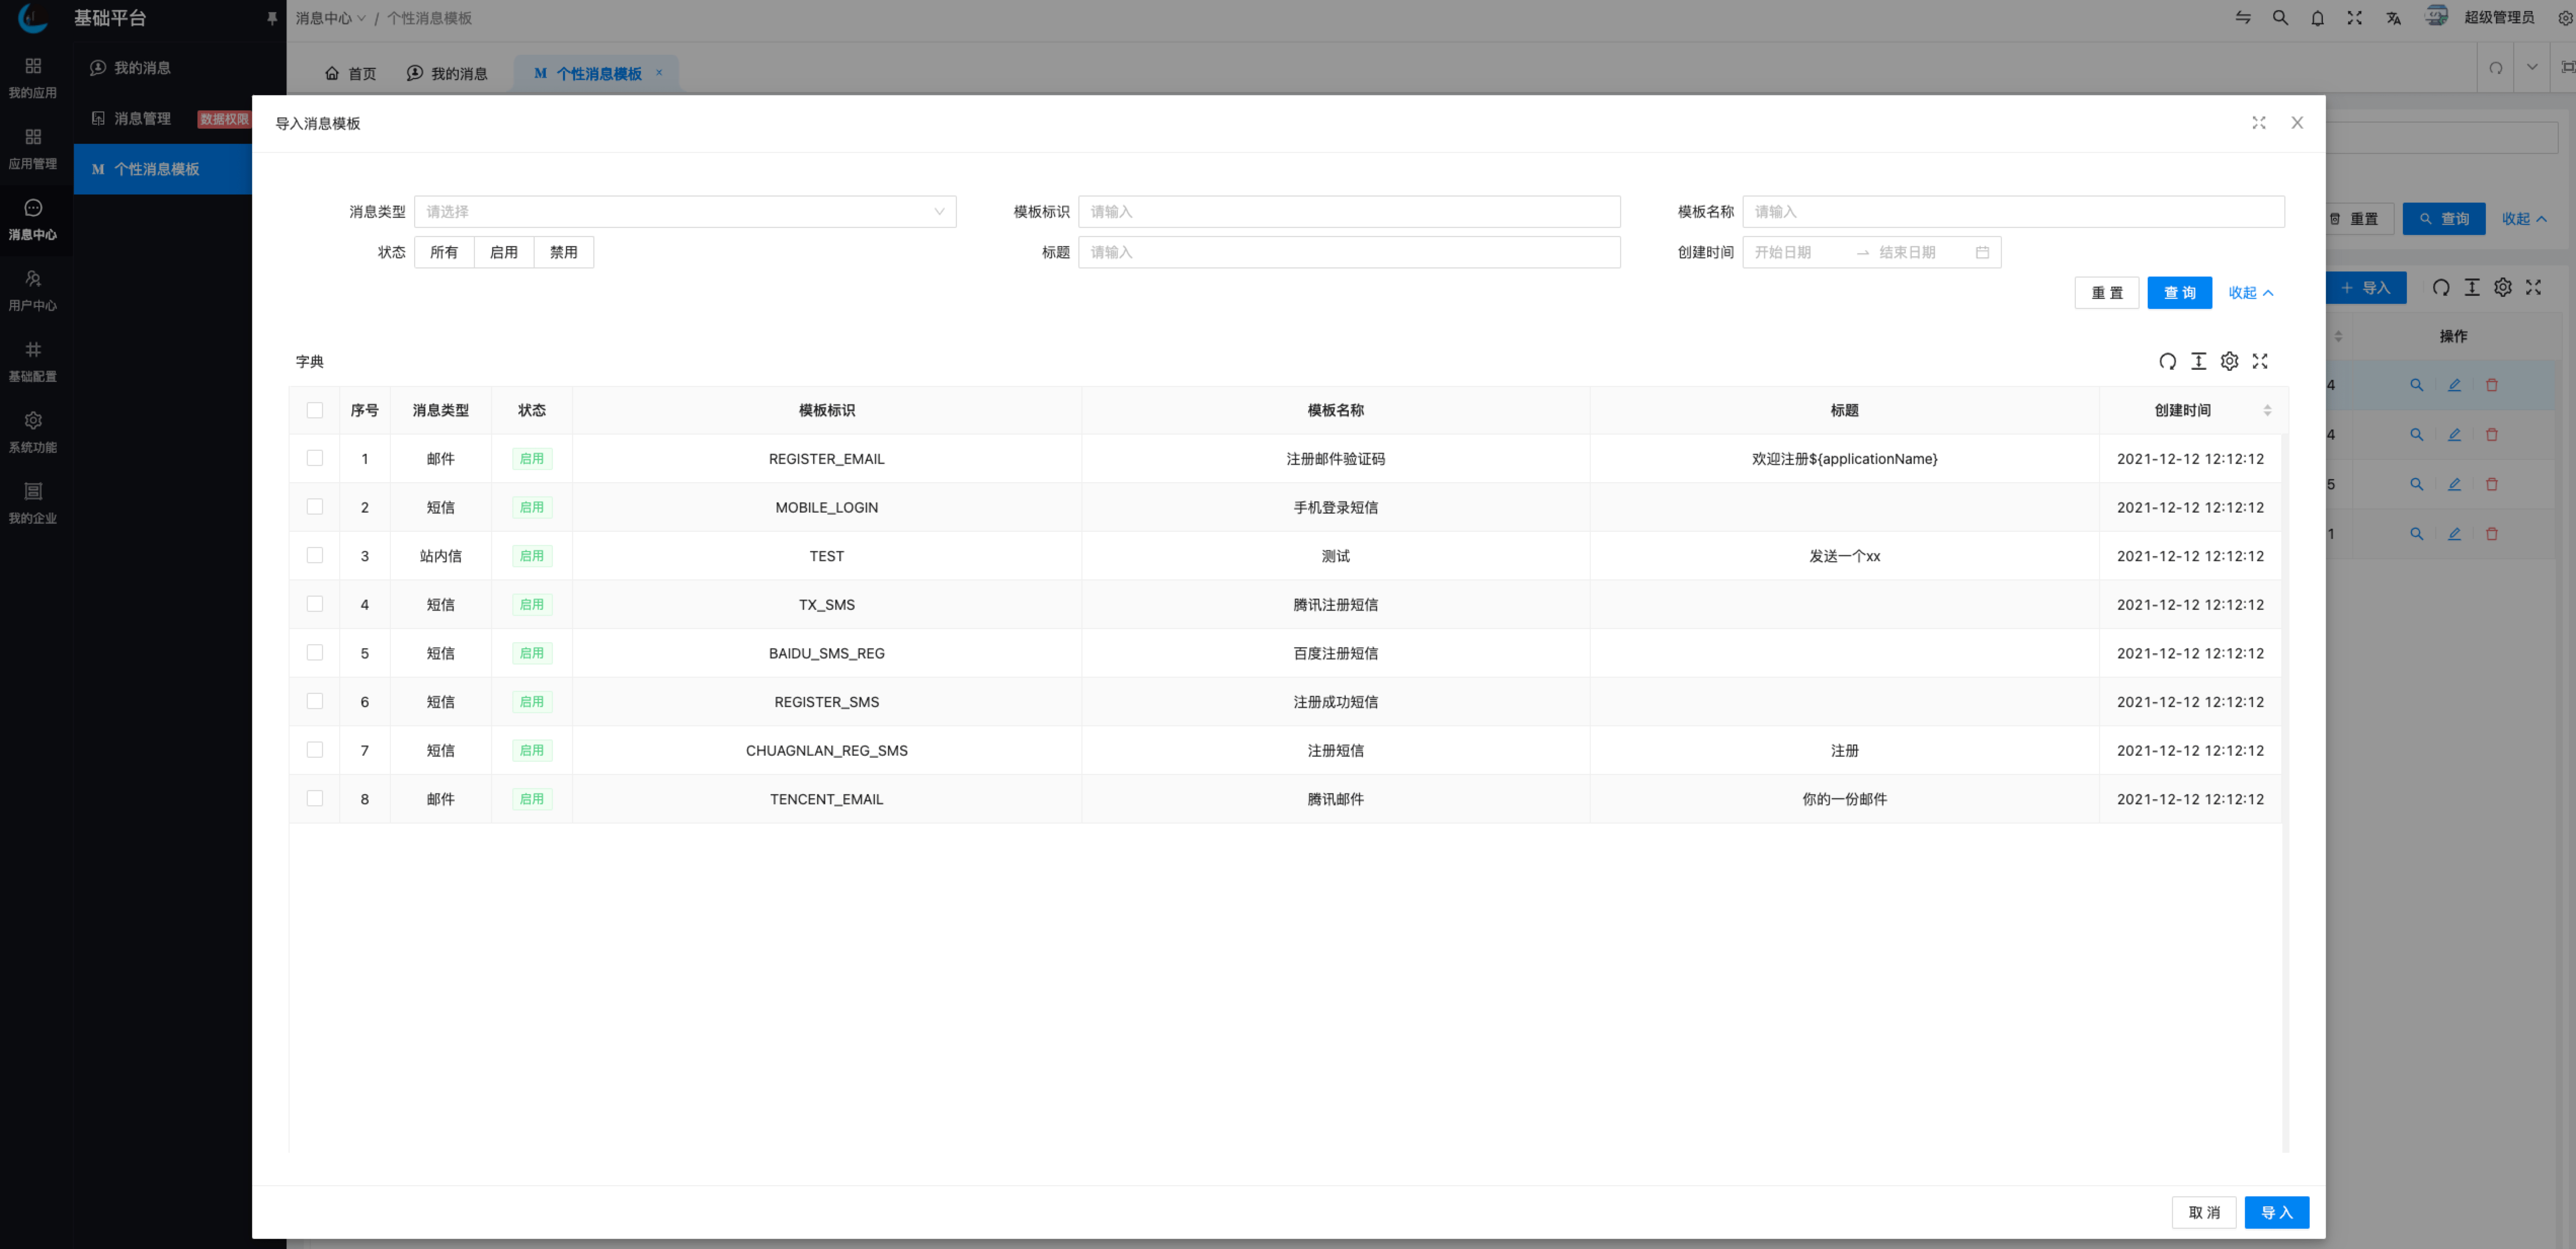 基础平台
消息中心 / 个性消息模板
超级管理员
首页
我的消息
M 个性消息模板 ×
我的应用
应用管理
消息中心
用户中心
基础配置
系统功能
我的企业
我的消息
消息管理 数据权限
M 个性消息模板
重置 查询 收起
+ 导入
操作
4
4
5
1
导入消息模板
消息类型 请选择 模板标识 请输入 模板名称 请输入
状态 所有 启用 禁用 标题 请输入 创建时间 开始日期 → 结束日期
重 置 查 询 收起
字典
序号 消息类型 状态 模板标识 模板名称 标题 创建时间
1 邮件 启用 REGISTER_EMAIL 注册邮件验证码 欢迎注册${applicationName} 2021-12-12 12:12:12
2 短信 启用 MOBILE_LOGIN 手机登录短信 2021-12-12 12:12:12
3 站内信 启用 TEST 测试 发送一个xx 2021-12-12 12:12:12
4 短信 启用 TX_SMS 腾讯注册短信 2021-12-12 12:12:12
5 短信 启用 BAIDU_SMS_REG 百度注册短信 2021-12-12 12:12:12
6 短信 启用 REGISTER_SMS 注册成功短信 2021-12-12 12:12:12
7 短信 启用 CHUAGNLAN_REG_SMS 注册短信 注册 2021-12-12 12:12:12
8 邮件 启用 TENCENT_EMAIL 腾讯邮件 你的一份邮件 2021-12-12 12:12:12
取 消 导 入